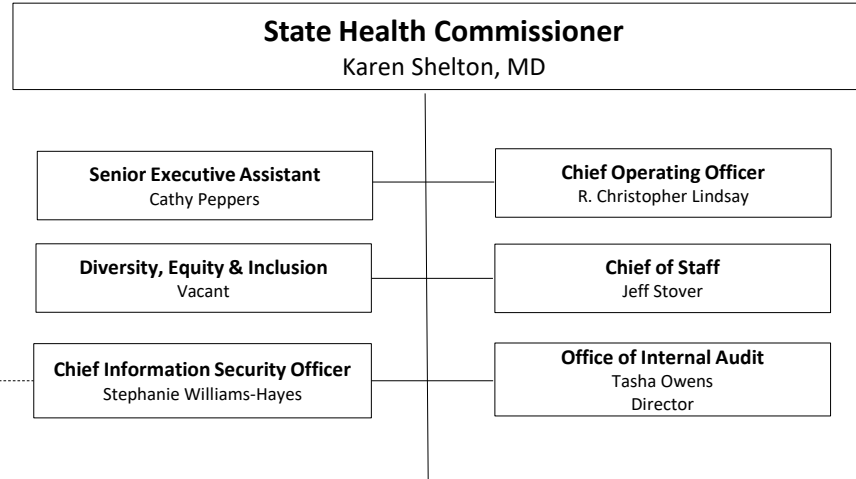 State Health Commissioner
Karen Shelton, MD
Senior Executive Assistant
Cathy Peppers
Chief Operating Officer
R. Christopher Lindsay
Diversity, Equity & Inclusion
Vacant
Chief of Staff
Jeff Stover
Chief Information Security Officer
Stephanie Williams-Hayes
Office of Internal Audit
Tasha Owens
Director